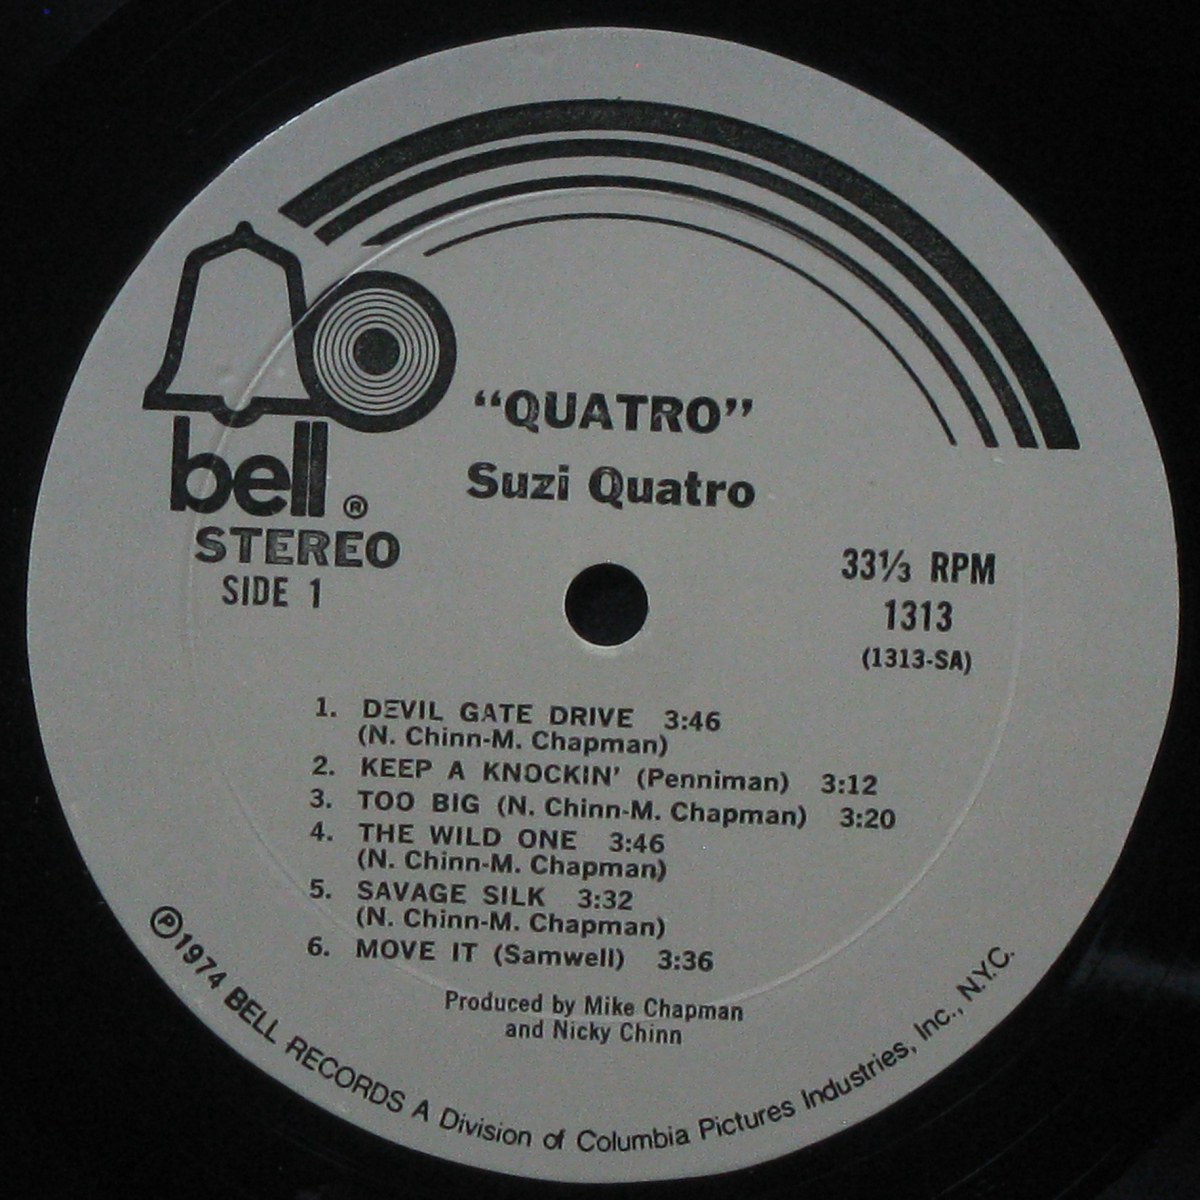 "QUATRO"
Suzi Quatro
bell ®
STEREO
SIDE 1
33⅓ RPM
1313
(1313-SA)
1. DEVIL GATE DRIVE 3:46
(N. Chinn-M. Chapman)
2. KEEP A KNOCKIN' (Penniman) 3:12
3. TOO BIG (N. Chinn-M. Chapman) 3:20
4. THE WILD ONE 3:46
(N. Chinn-M. Chapman)
5. SAVAGE SILK 3:32
(N. Chinn-M. Chapman)
6. MOVE IT (Samwell) 3:36
Produced by Mike Chapman
and Nicky Chinn
℗1974 BELL RECORDS A Division of Columbia Pictures Industries, Inc., N.Y.C.